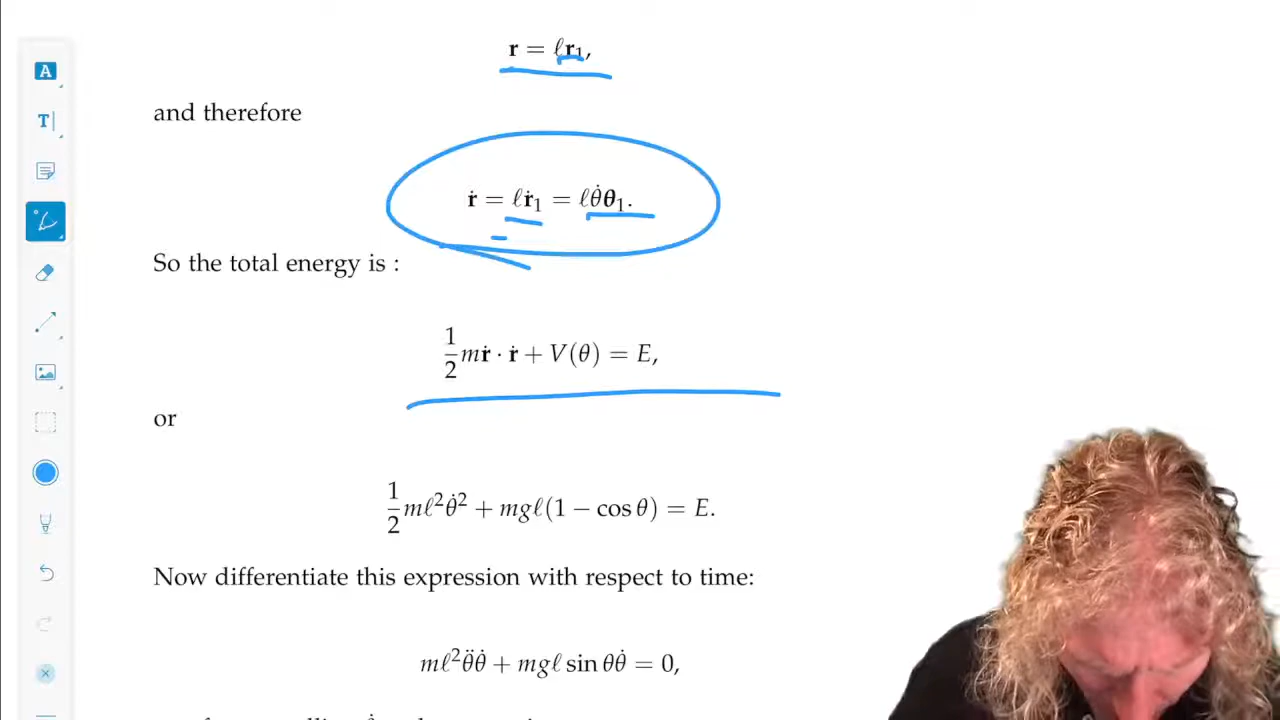 𝐫 = ℓ𝐫₁,
and therefore
𝐫̇ = ℓ𝐫̇₁ = ℓθ̇𝛉₁.
So the total energy is :
1/2 m𝐫̇ · 𝐫̇ + V(θ) = E,
or
1/2 mℓ²θ̇² + mgℓ(1 − cos θ) = E.
Now differentiate this expression with respect to time:
mℓ²θ̈θ̇ + mgℓ sin θθ̇ = 0,
A
T